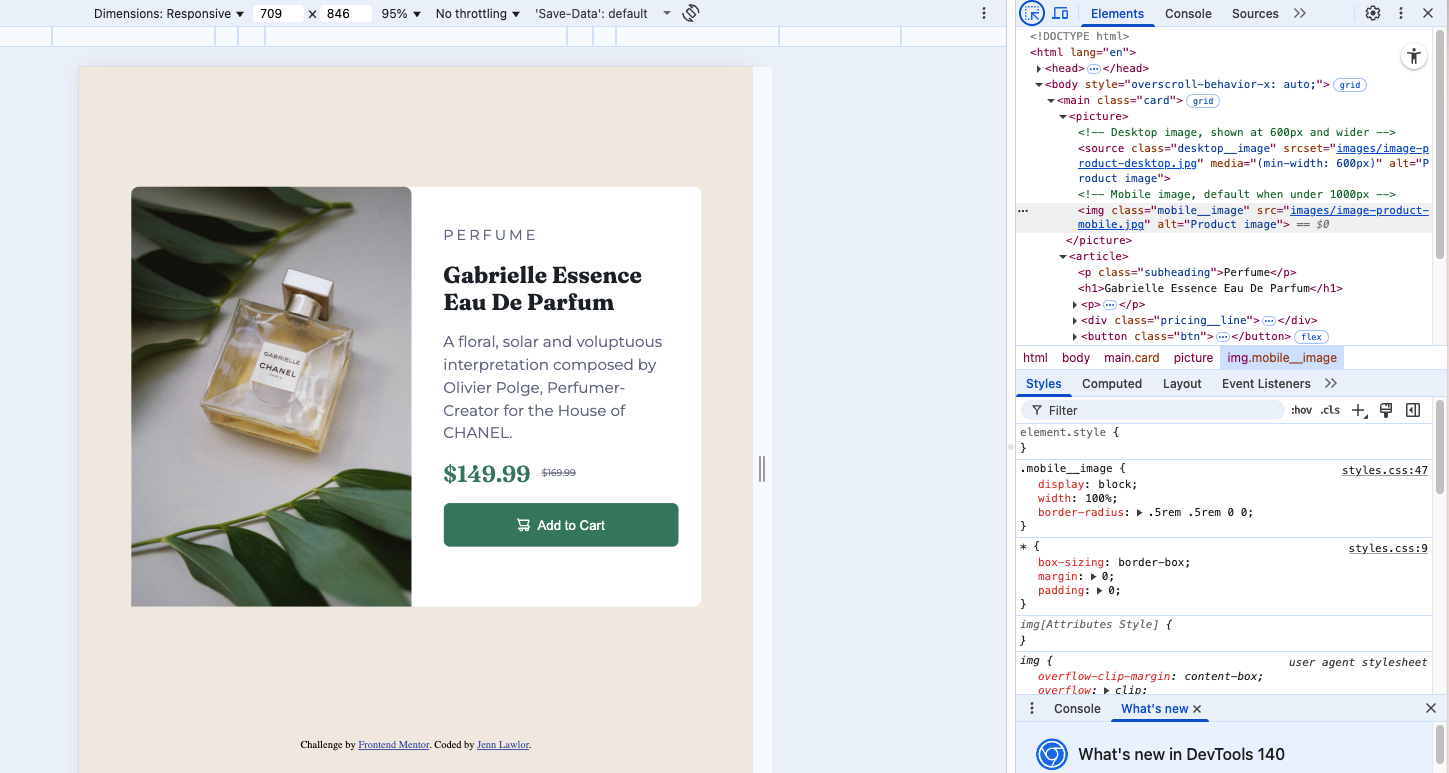 Dimensions: Responsive 709 x 846 95% No throttling 'Save-Data': default
PERFUME
Gabrielle Essence
Eau De Parfum
A floral, solar and voluptuous
interpretation composed by
Olivier Polge, Perfumer-
Creator for the House of
CHANEL.
$149.99 $169.99
Add to Cart
GABRIELLE
CHANEL
PARIS
Challenge by Frontend Mentor. Coded by Jenn Lawlor.
Elements Console Sources
<!DOCTYPE html>
<html lang="en">
<head> … </head>
<body style="overscroll-behavior-x: auto;"> grid
<main class="card"> grid
<picture>
<!-- Desktop image, shown at 600px and wider -->
<source class="desktop__image" srcset="images/image-p
roduct-desktop.jpg" media="(min-width: 600px)" alt="P
roduct image">
<!-- Mobile image, default when under 1000px -->
<img class="mobile__image" src="images/image-product-
mobile.jpg" alt="Product image"> == $0
</picture>
<article>
<p class="subheading">Perfume</p>
<h1>Gabrielle Essence Eau De Parfum</h1>
<p> … </p>
<div class="pricing__line"> … </div>
<button class="btn"> … </button> flex
html body main.card picture img.mobile__image
Styles Computed Layout Event Listeners
Filter :hov .cls
element.style {
}
.mobile__image { styles.css:47
display: block;
width: 100%;
border-radius: .5rem .5rem 0 0;
}
* { styles.css:9
box-sizing: border-box;
margin: 0;
padding: 0;
}
img[Attributes Style] {
}
img { user agent stylesheet
overflow-clip-margin: content-box;
overflow: clip;
Console What's new
What's new in DevTools 140